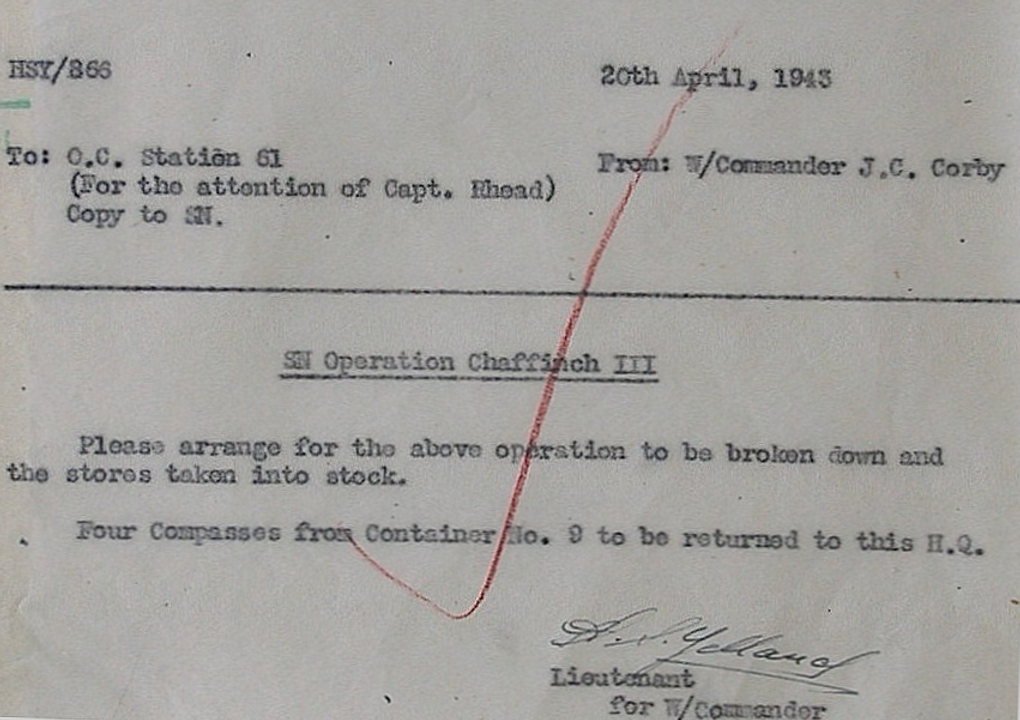 HSY/866
20th April, 1943
To: O.C. Station 61
From: W/Commander J.C. Corby
(For the attention of Capt. Rhead)
Copy to SN.
SN Operation Chaffinch III
Please arrange for the above operation to be broken down and
the stores taken into stock.
Four Compasses from Container No. 9 to be returned to this H.Q.
Yelland
Lieutenant
for W/Commander